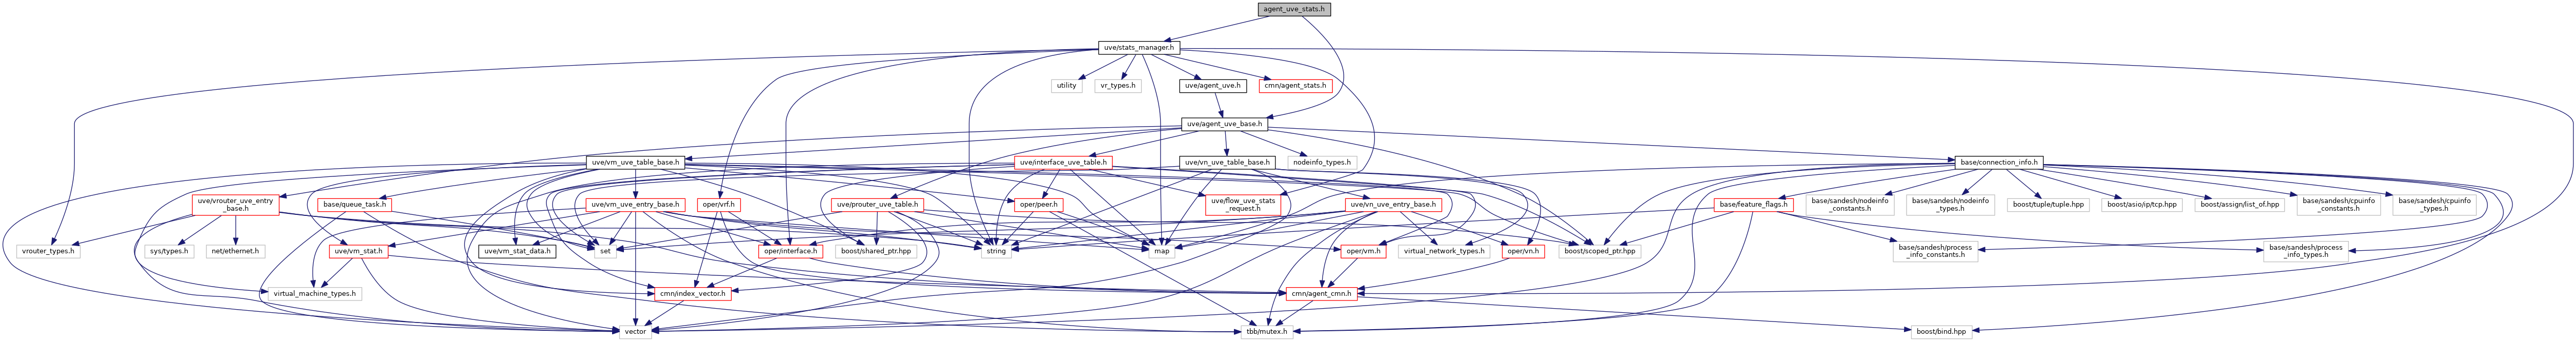 agent_uve_stats.h
uve/stats_manager.h
utility
vr_types.h
uve/agent_uve.h
cmn/agent_stats.h
uve/agent_uve_base.h
uve/vm_uve_table_base.h
uve/interface_uve_table.h
uve/vn_uve_table_base.h
nodeinfo_types.h
base/connection_info.h
uve/vrouter_uve_entry
_base.h
base/queue_task.h
uve/vm_uve_entry_base.h
oper/vrf.h
uve/prouter_uve_table.h
oper/peer.h
uve/flow_uve_stats
_request.h
uve/vn_uve_entry_base.h
base/feature_flags.h
base/sandesh/nodeinfo
_constants.h
base/sandesh/nodeinfo
_types.h
boost/tuple/tuple.hpp
boost/asio/ip/tcp.hpp
boost/assign/list_of.hpp
base/sandesh/cpuinfo
_constants.h
base/sandesh/cpuinfo
_types.h
vrouter_types.h
sys/types.h
net/ethernet.h
uve/vm_stat.h
uve/vm_stat_data.h
set
oper/interface.h
boost/shared_ptr.hpp
string
map
oper/vm.h
virtual_network_types.h
oper/vn.h
boost/scoped_ptr.hpp
base/sandesh/process
_info_constants.h
base/sandesh/process
_info_types.h
virtual_machine_types.h
cmn/index_vector.h
cmn/agent_cmn.h
vector
tbb/mutex.h
boost/bind.hpp